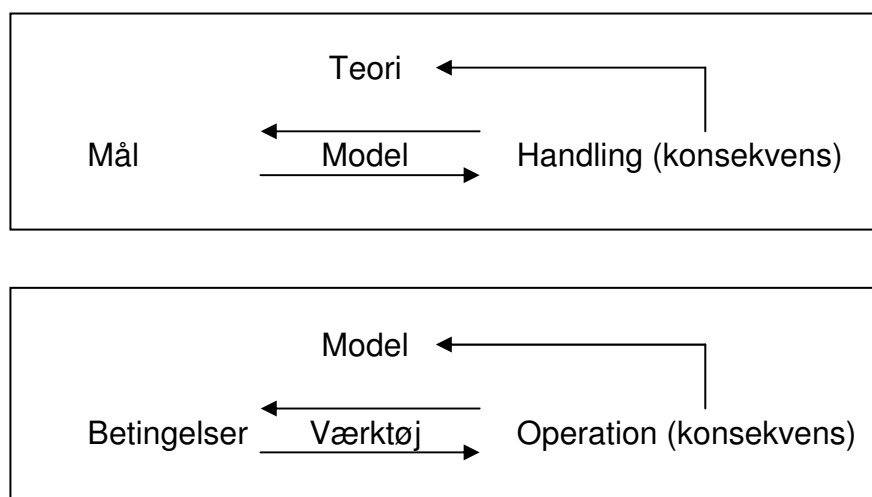 Teori
Mål Model Handling (konsekvens)
Model
Betingelser Værktøj Operation (konsekvens)